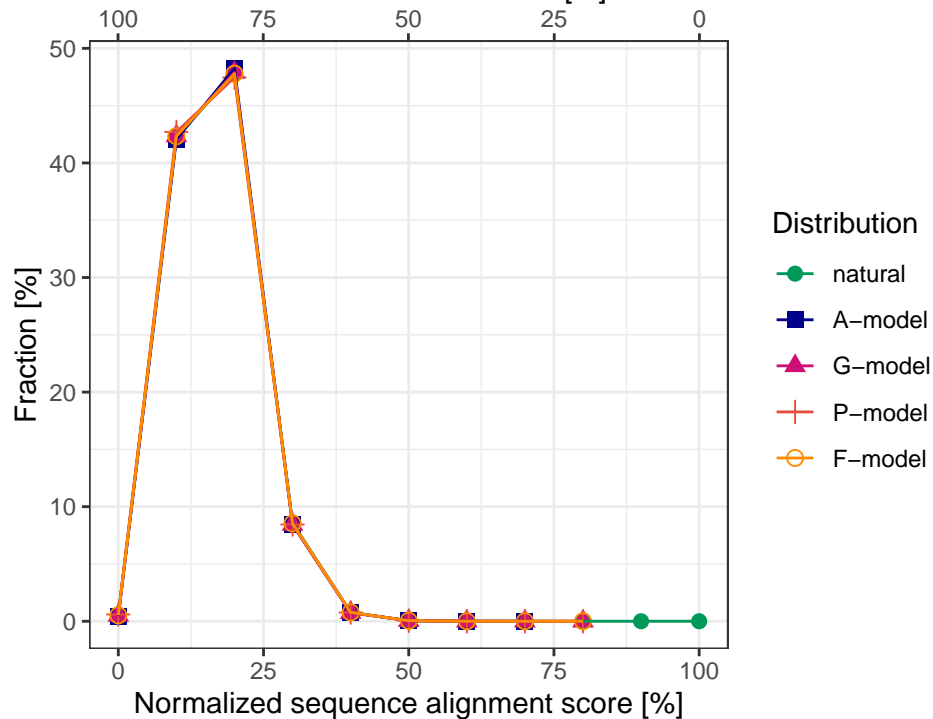 100 75 50 25 0
50
40
30
20
10
0
Fraction [%]
0 25 50 75 100
Normalized sequence alignment score [%]
Distribution
natural
A−model
G−model
P−model
F−model